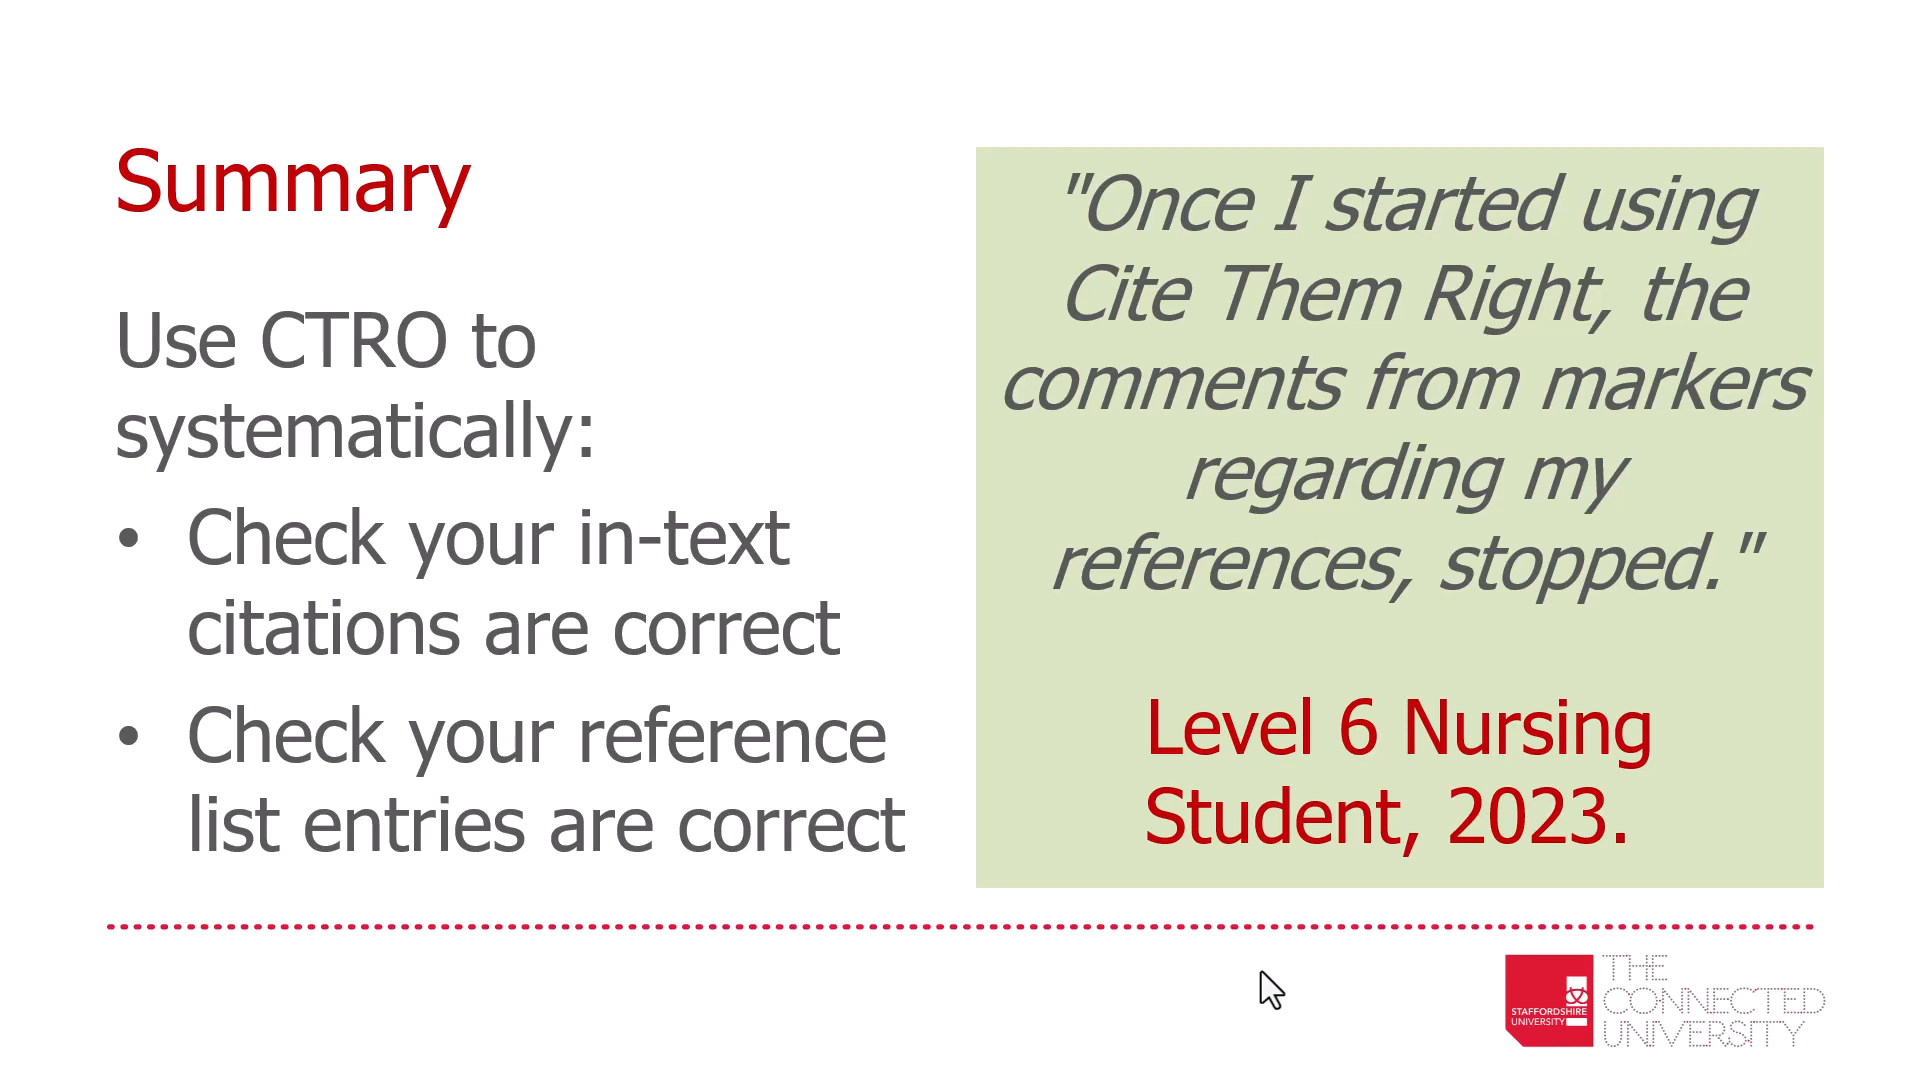 Summary
Use CTRO to
systematically:
• Check your in-text
citations are correct
• Check your reference
list entries are correct
"Once I started using
Cite Them Right, the
comments from markers
regarding my
references, stopped."
Level 6 Nursing
Student, 2023.
STAFFORDSHIRE
UNIVERSITY
THE
CONNECTED
UNIVERSITY